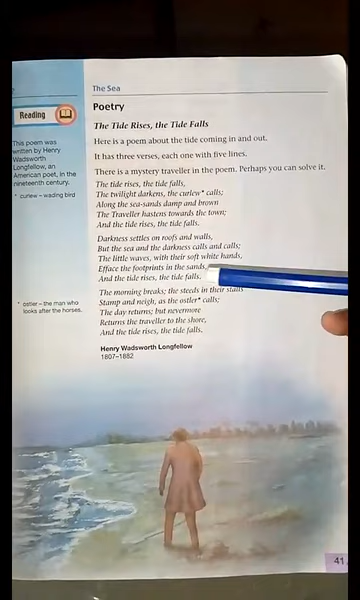 The Sea
Reading
Poetry
The Tide Rises, the Tide Falls
Here is a poem about the tide coming in and out.
It has three verses, each one with five lines.
There is a mystery traveller in the poem. Perhaps you can solve it.
This poem was
written by Henry
Wadsworth
Longfellow, an
American poet, in the
nineteenth century.
* curlew – wading bird
The tide rises, the tide falls,
The twilight darkens, the curlew* calls;
Along the sea-sands damp and brown
The Traveller hastens towards the town;
And the tide rises, the tide falls.
Darkness settles on roofs and walls,
But the sea and the darkness calls and calls;
The little waves, with their soft white hands,
Efface the footprints in the sands,
And the tide rises, the tide falls.
The morning breaks; the steeds in their stalls
Stamp and neigh, as the ostler* calls;
The day returns; but nevermore
Returns the traveller to the shore,
And the tide rises, the tide falls.
* ostler – the man who
looks after the horses.
Henry Wadsworth Longfellow
1807–1882
41